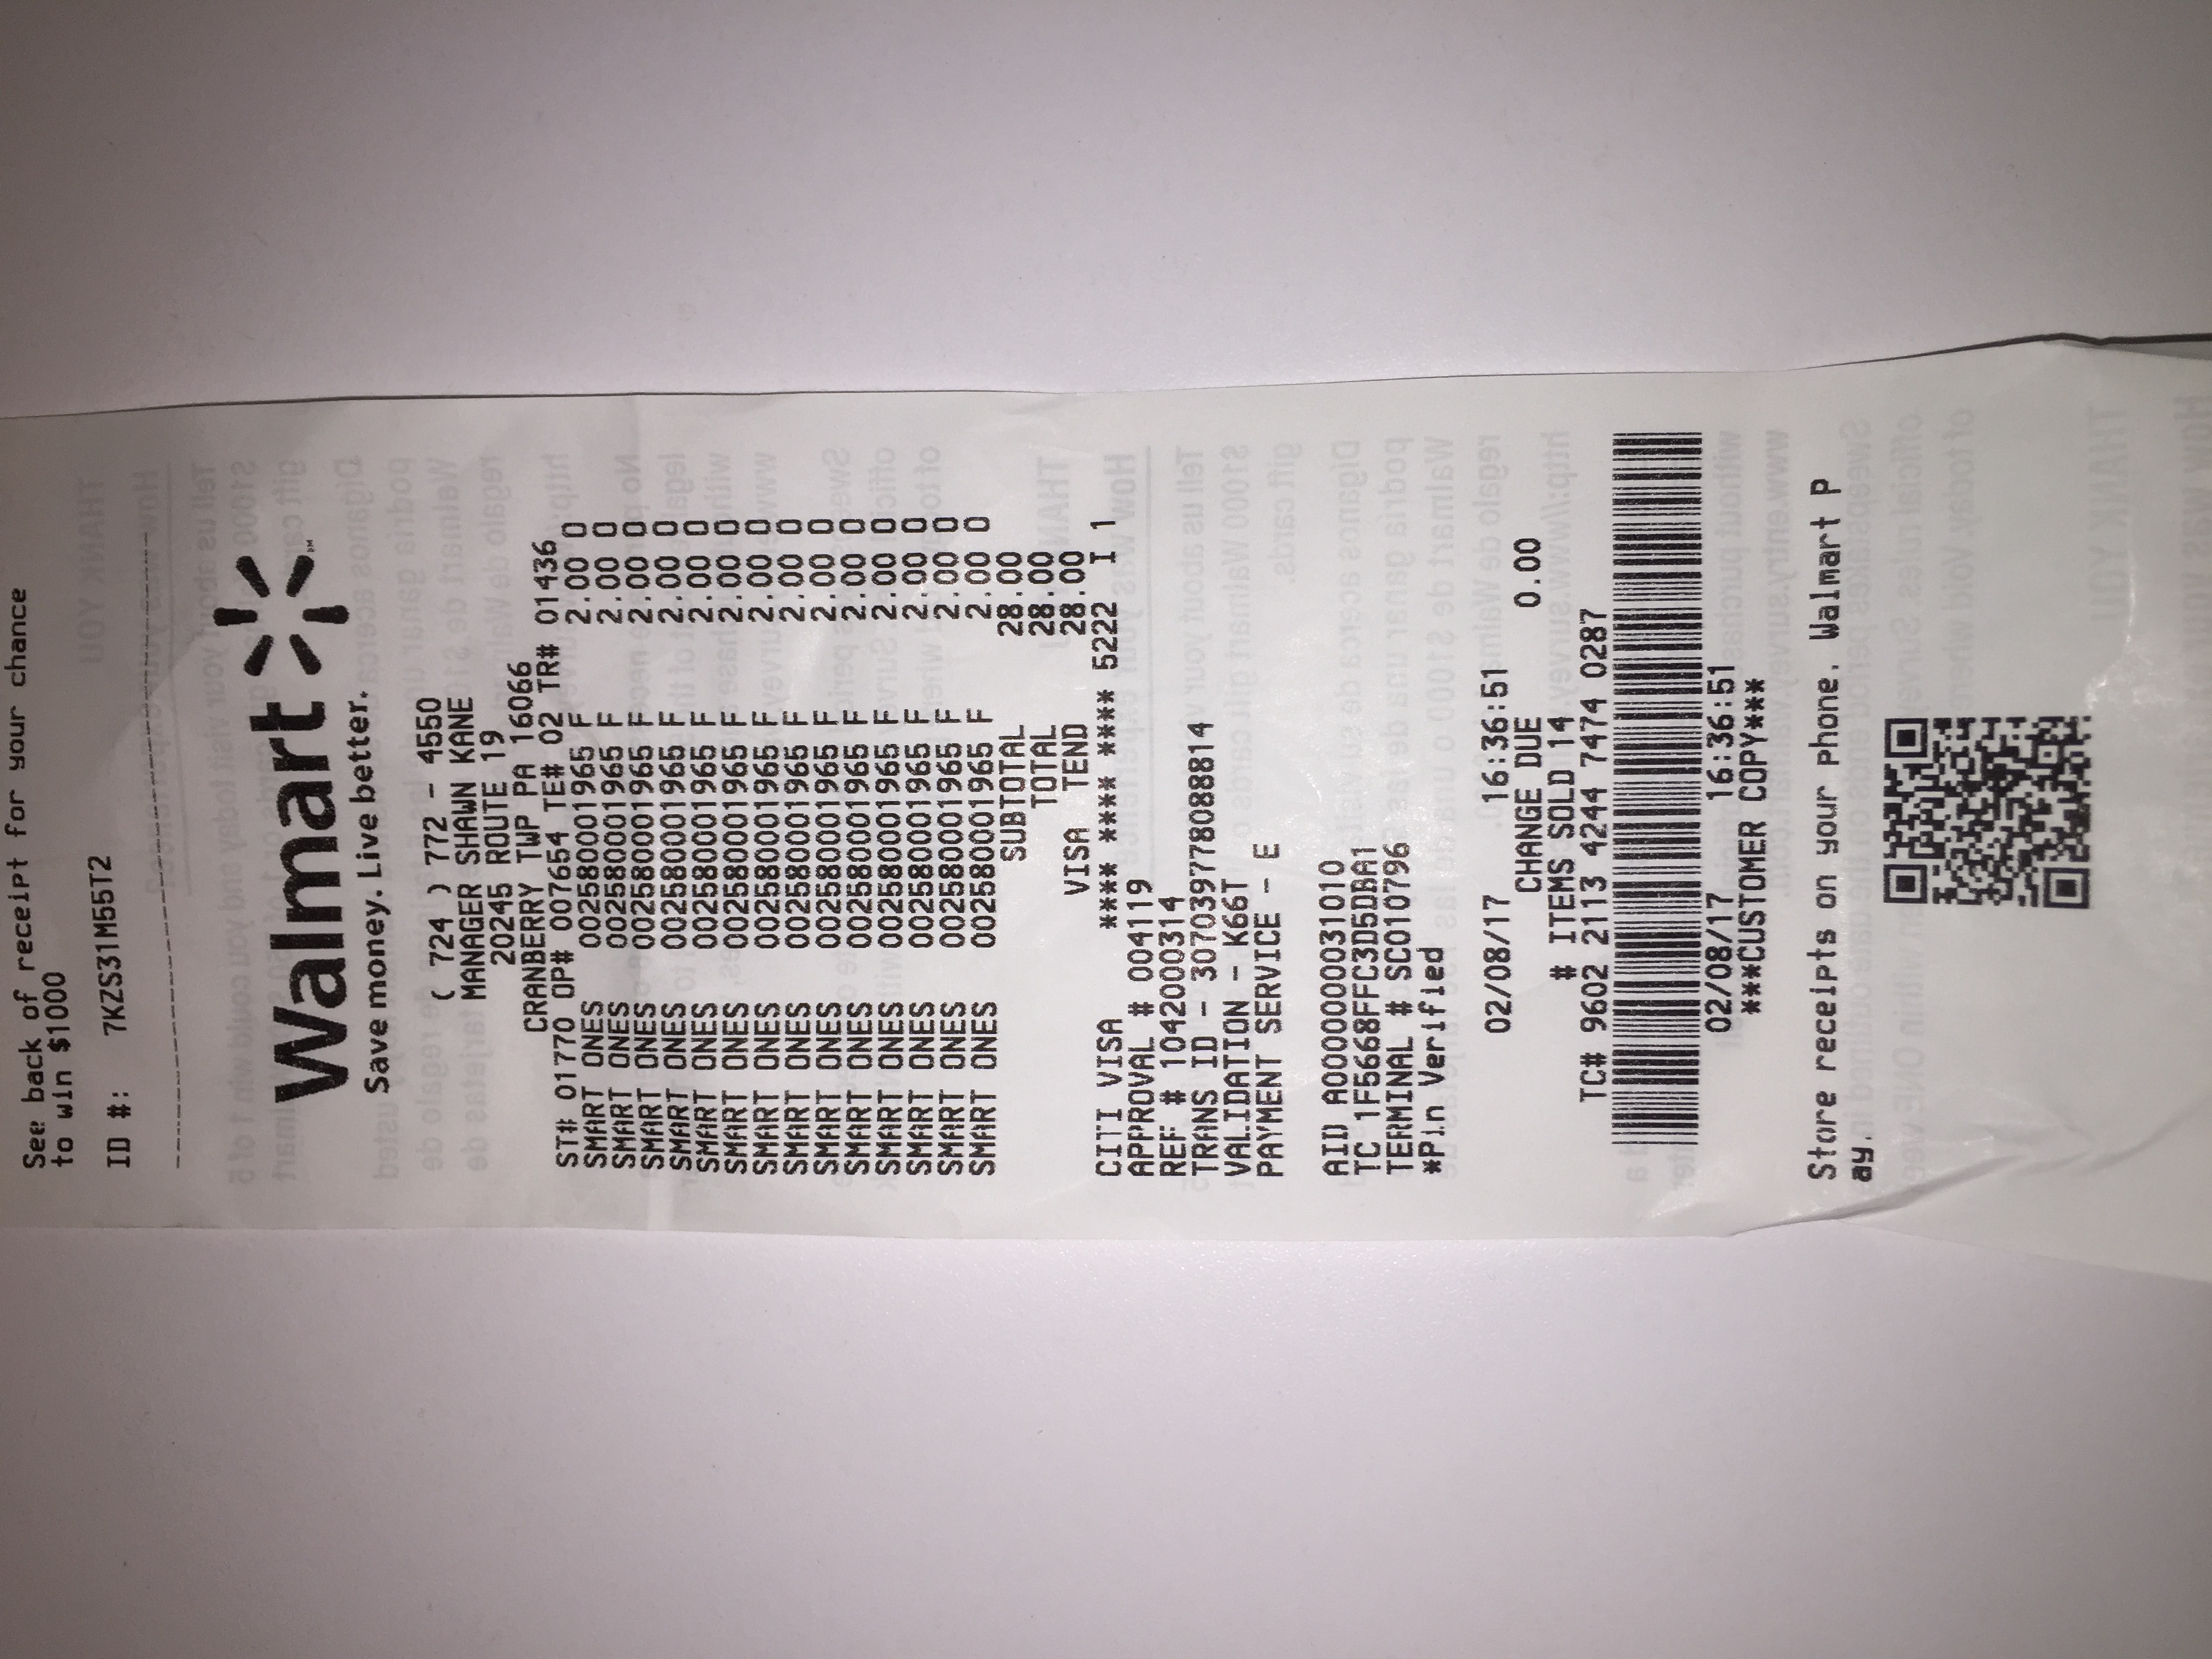 See back of receipt for your chance
to win $1000
ID #: 7KZS31M55T2
Walmart
Save money. Live better.
( 724 ) 772 - 4550
MANAGER SHAWN KANE
20245 ROUTE 19
CRANBERRY TWP PA 16066
ST# 01770 OP# 007654 TE# 02 TR# 01436
SMART ONES 002580001965 F 2.00 O
SMART ONES 002580001965 F 2.00 O
SMART ONES 002580001965 F 2.00 O
SMART ONES 002580001965 F 2.00 O
SMART ONES 002580001965 F 2.00 O
SMART ONES 002580001965 F 2.00 O
SMART ONES 002580001965 F 2.00 O
SMART ONES 002580001965 F 2.00 O
SMART ONES 002580001965 F 2.00 O
SMART ONES 002580001965 F 2.00 O
SMART ONES 002580001965 F 2.00 O
SMART ONES 002580001965 F 2.00 O
SMART ONES 002580001965 F 2.00 O
SMART ONES 002580001965 F 2.00 O
SUBTOTAL 28.00
TOTAL 28.00
VISA TEND 28.00
CITI VISA **** **** **** 5222 I 1
APPROVAL # 004119
REF # 1042000314
TRANS ID - 307039778088814
VALIDATION - K66T
PAYMENT SERVICE - E
AID A0000000031010
TC 1F5668FFC3D5DBA1
TERMINAL # SC010796
*Pin Verified
02/08/17 16:36:51
CHANGE DUE 0.00
# ITEMS SOLD 14
TC# 9602 2113 4244 7474 0287
02/08/17 16:36:51
***CUSTOMER COPY***
Store receipts on your phone. Walmart P
ay.